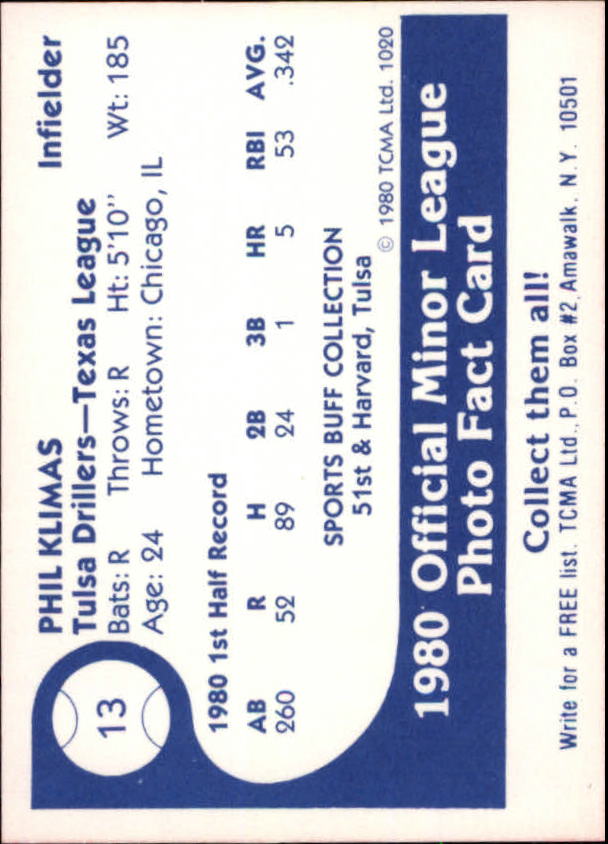 13
PHIL KLIMAS Infielder
Tulsa Drillers—Texas League
Bats: R Throws: R Ht: 5'10" Wt: 185
Age: 24 Hometown: Chicago, IL
1980 1st Half Record
AB R H 2B 3B HR RBI AVG.
260 52 89 24 1 5 53 .342
SPORTS BUFF COLLECTION
51st & Harvard, Tulsa
© 1980 TCMA Ltd. 1020
1980 Official Minor League
Photo Fact Card
Collect them all!
Write for a FREE list. TCMA Ltd., P.O. Box #2, Amawalk, N.Y. 10501